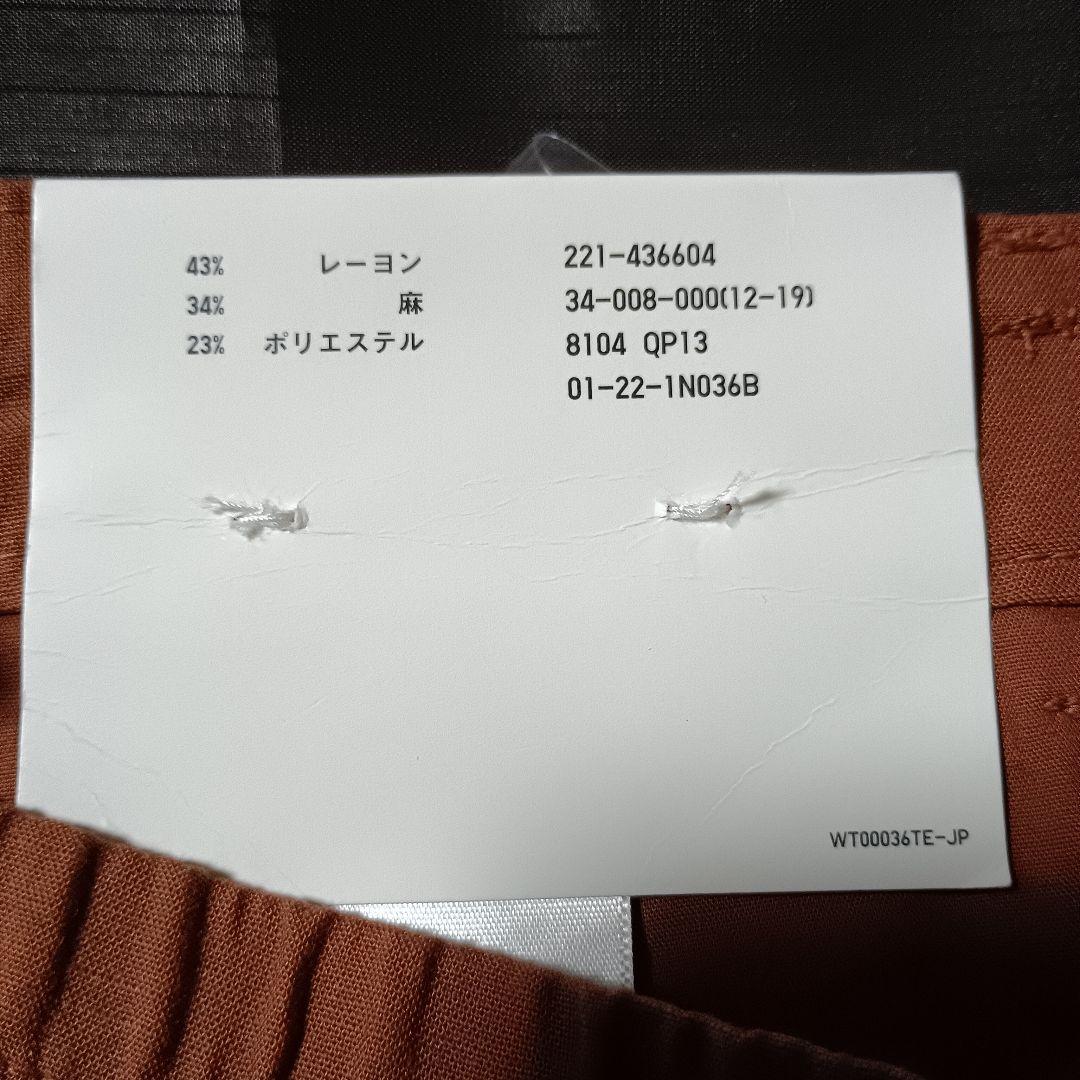 43% レーヨン
34% 麻
23% ポリエステル
221-436604
34-008-000(12-19)
8104 QP13
01-22-1N036B
WT00036TE-JP